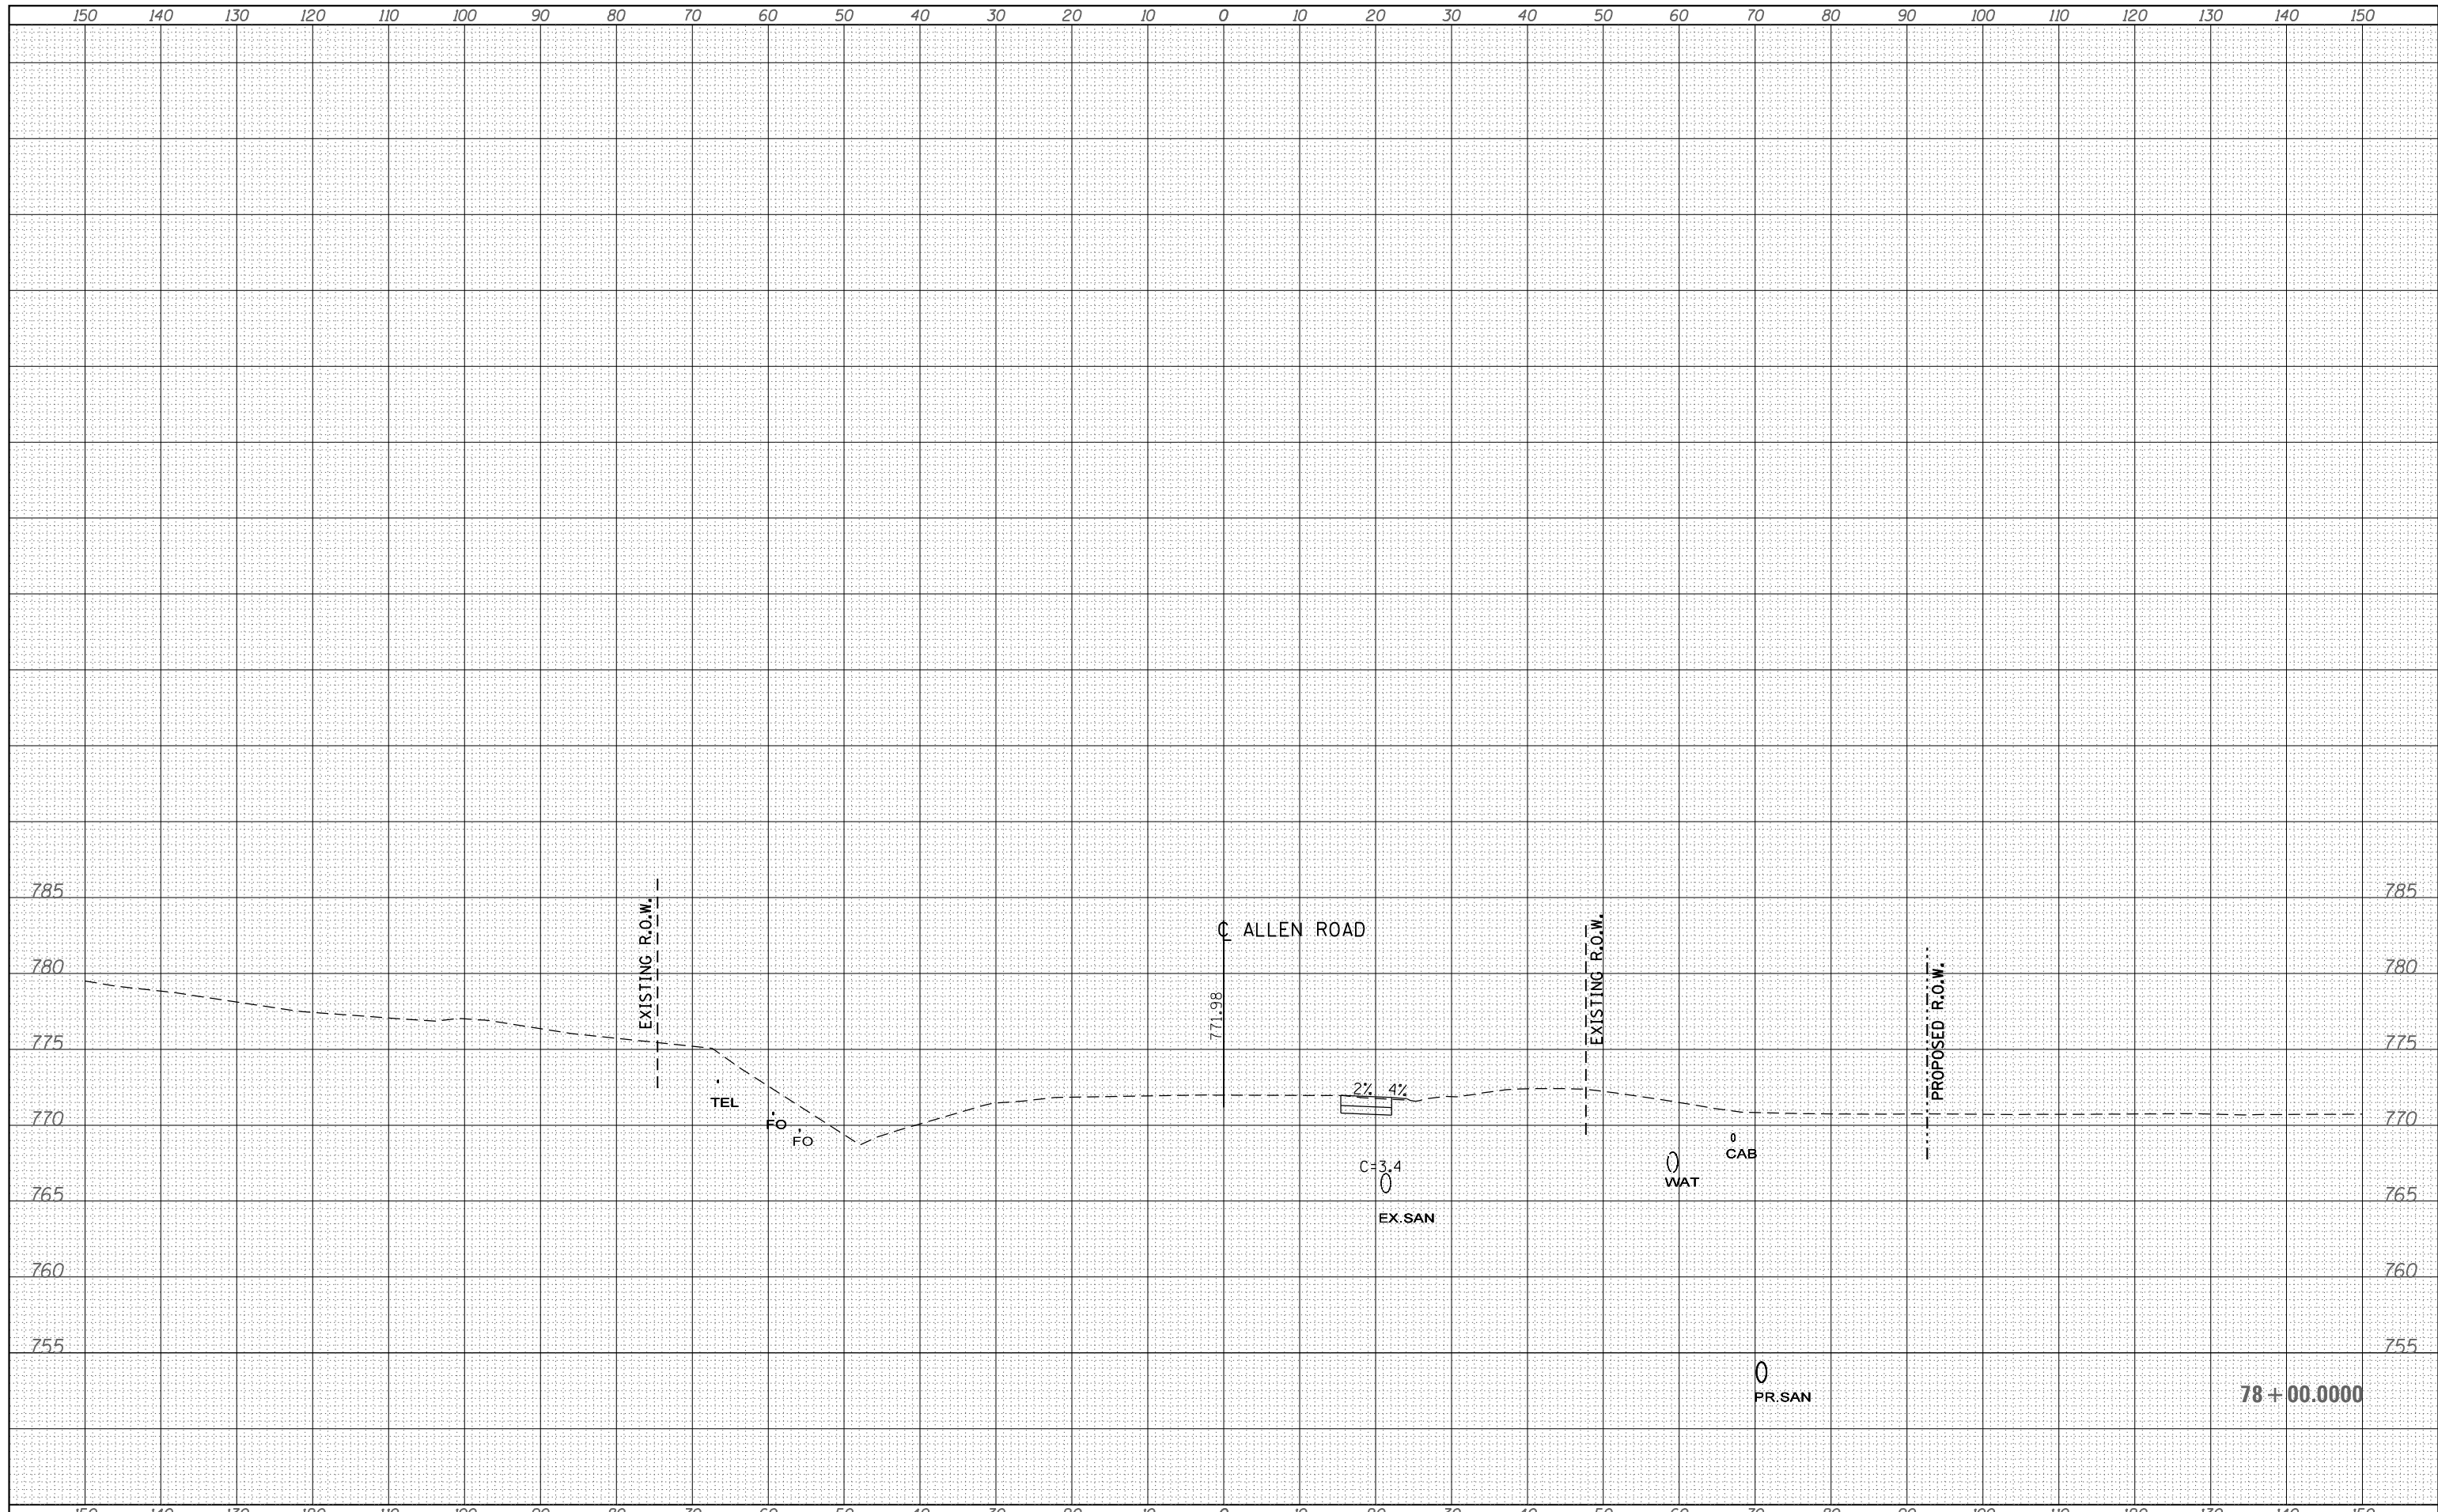 150 140 130 120 110 100 90 80 70 60 50 40 30 20 10 0 10 20 30 40 50 60 70 80 90 100 110 120 130 140 150
785 785
EXISTING R.O.W.
℄ ALLEN ROAD
EXISTING R.O.W.
780 780
PROPOSED R.O.W.
771.98
775 775
2% 4%
TEL
770 770
FO
FO
CAB
C=3.4
WAT
765 765
EX.SAN
760 760
755 755
PR.SAN
78+00.0000
150 140 130 120 110 100 90 80 70 60 50 40 30 20 10 0 10 20 30 40 50 60 70 80 90 100 110 120 130 140 150